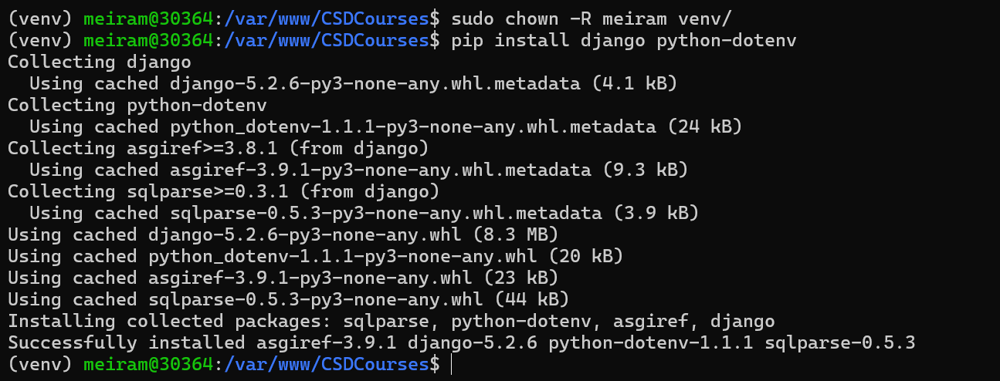 (venv) meiram@30364:/var/www/CSDCourses$ sudo chown -R meiram venv/
(venv) meiram@30364:/var/www/CSDCourses$ pip install django python-dotenv
Collecting django
  Using cached django-5.2.6-py3-none-any.whl.metadata (4.1 kB)
Collecting python-dotenv
  Using cached python_dotenv-1.1.1-py3-none-any.whl.metadata (24 kB)
Collecting asgiref>=3.8.1 (from django)
  Using cached asgiref-3.9.1-py3-none-any.whl.metadata (9.3 kB)
Collecting sqlparse>=0.3.1 (from django)
  Using cached sqlparse-0.5.3-py3-none-any.whl.metadata (3.9 kB)
Using cached django-5.2.6-py3-none-any.whl (8.3 MB)
Using cached python_dotenv-1.1.1-py3-none-any.whl (20 kB)
Using cached asgiref-3.9.1-py3-none-any.whl (23 kB)
Using cached sqlparse-0.5.3-py3-none-any.whl (44 kB)
Installing collected packages: sqlparse, python-dotenv, asgiref, django
Successfully installed asgiref-3.9.1 django-5.2.6 python-dotenv-1.1.1 sqlparse-0.5.3
(venv) meiram@30364:/var/www/CSDCourses$